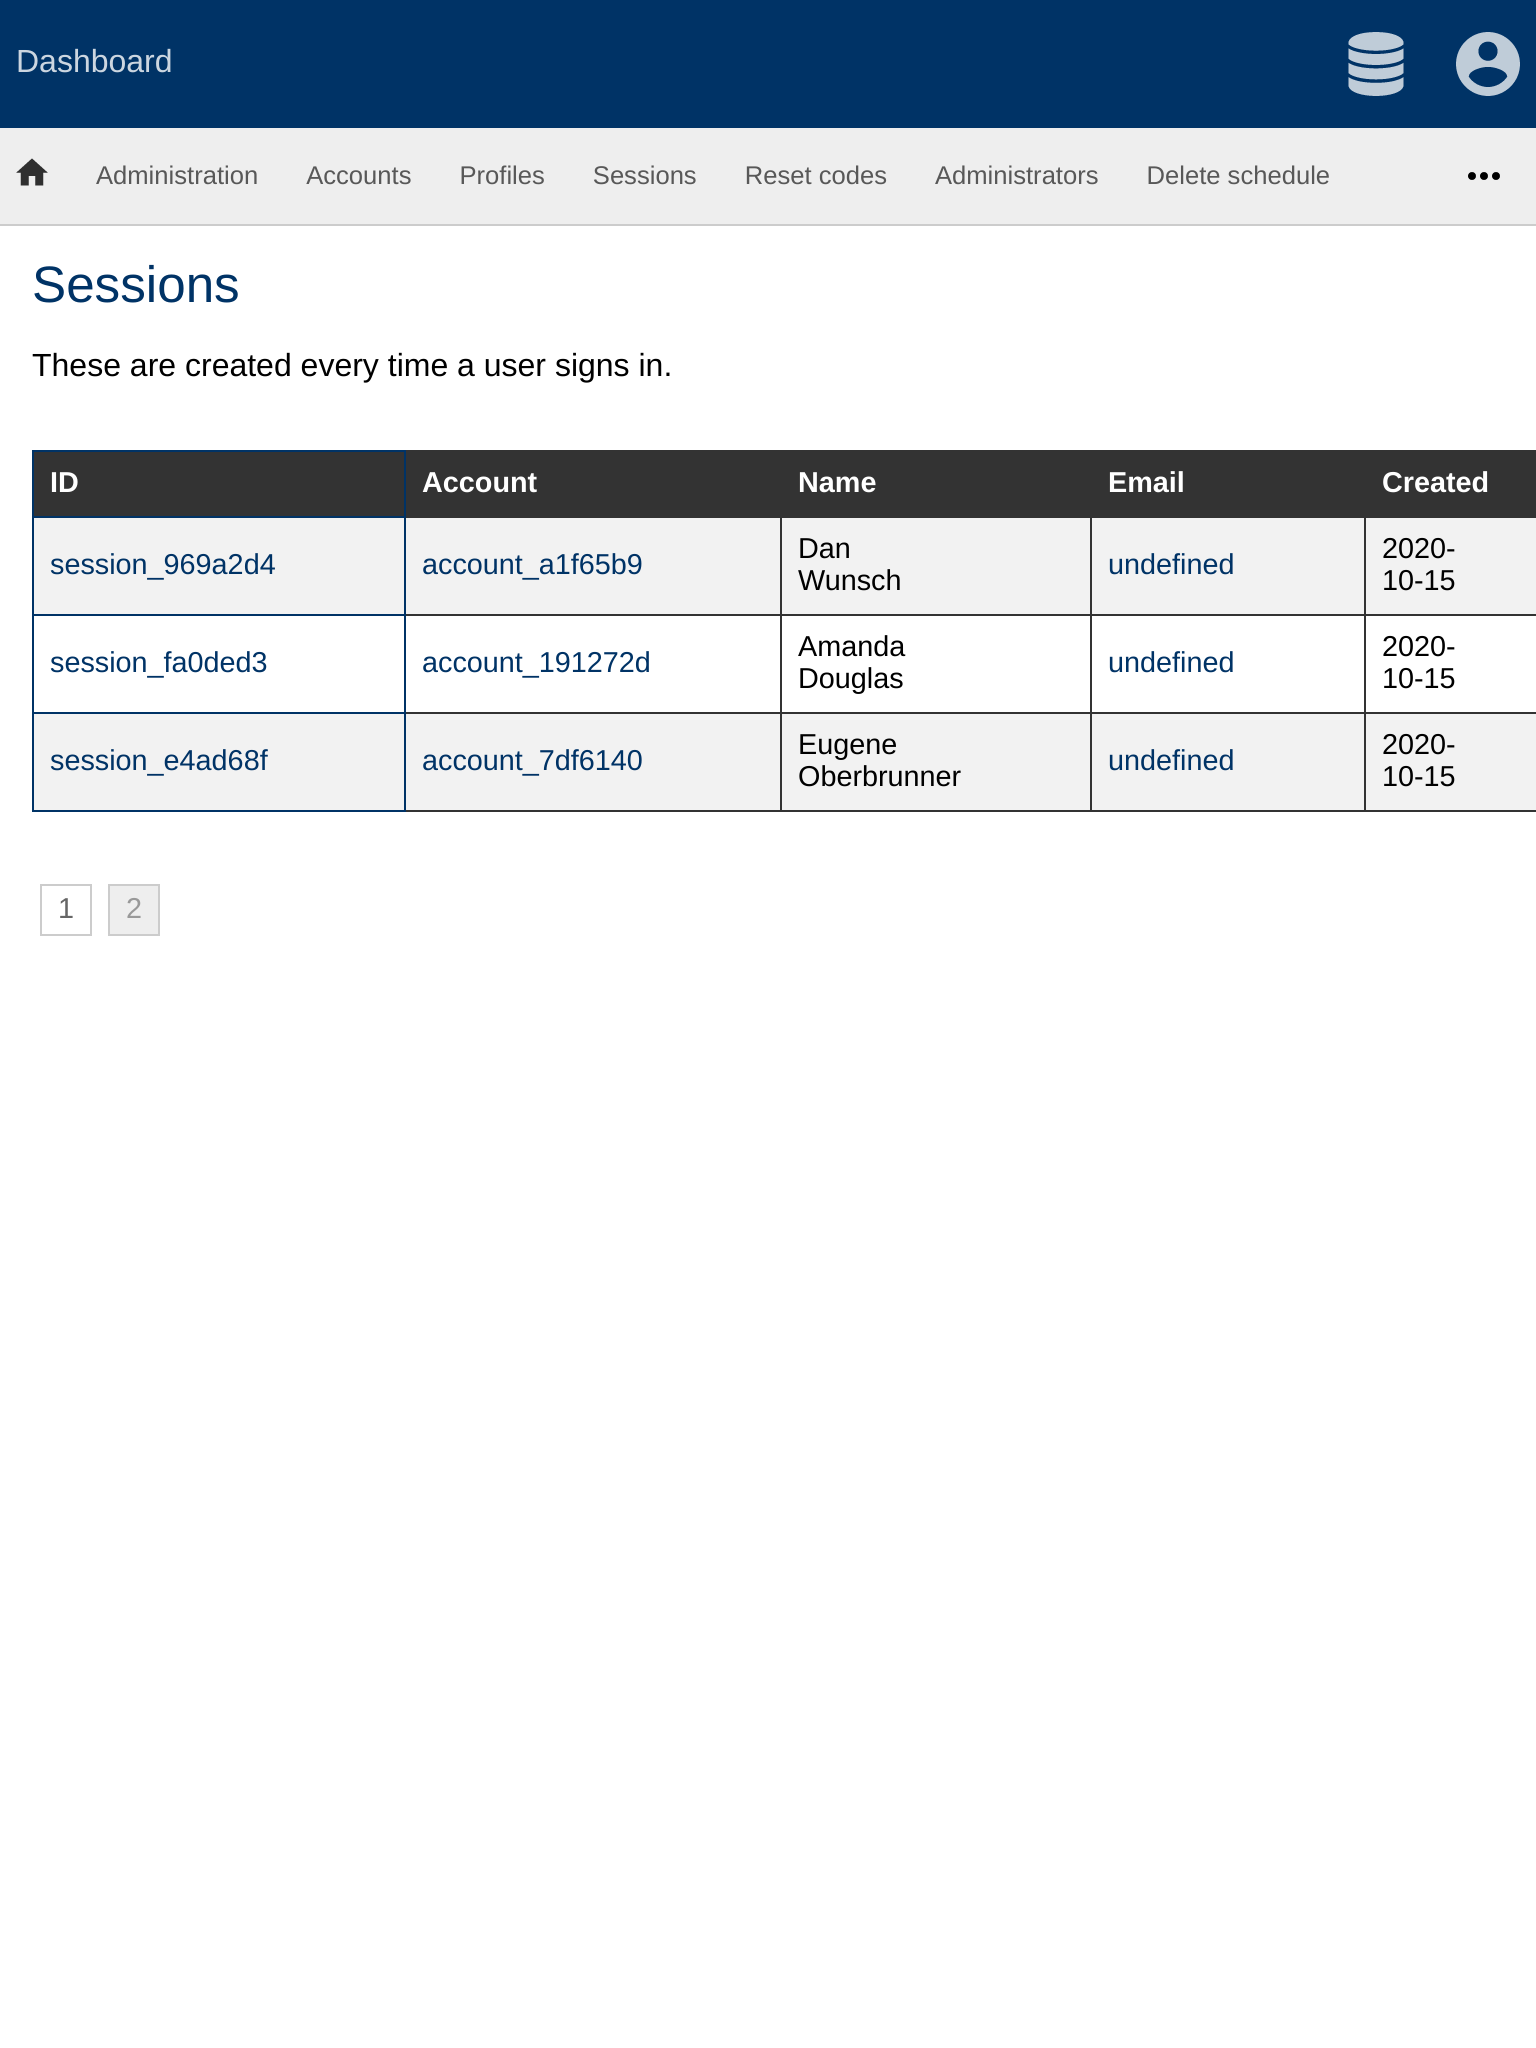 Dashboard
Administration Accounts Profiles Sessions Reset codes Administrators Delete schedule
Sessions
These are created every time a user signs in.
ID Account Name Email Created
session_969a2d4 account_a1f65b9 Dan Wunsch undefined 2020-10-15
session_fa0ded3 account_191272d Amanda Douglas undefined 2020-10-15
session_e4ad68f account_7df6140 Eugene Oberbrunner undefined 2020-10-15
1 2